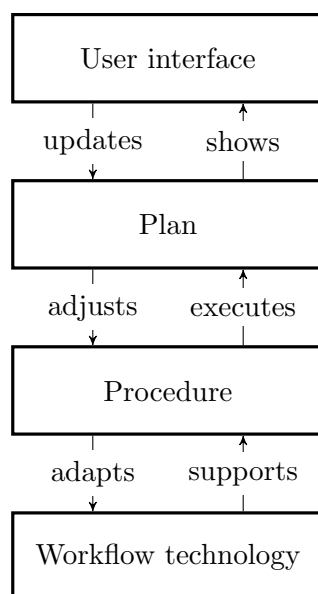 User interface
updates shows
Plan
adjusts executes
Procedure
adapts supports
Workflow technology